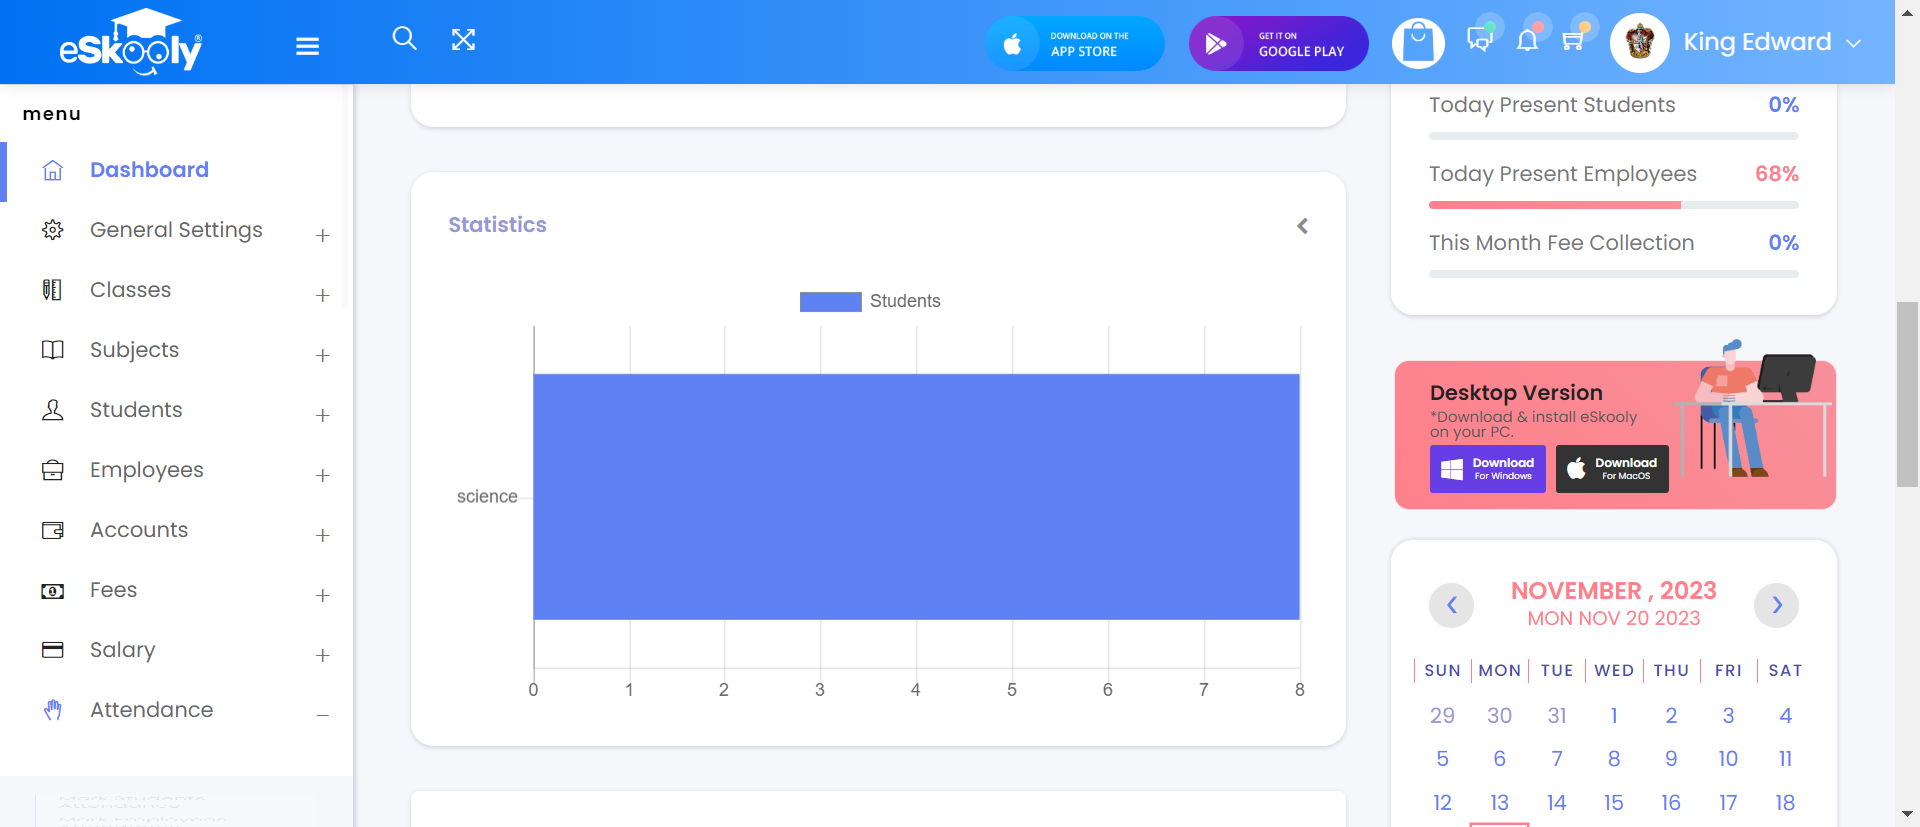 eSkooly®
DOWNLOAD ON THE
APP STORE
GET IT ON
GOOGLE PLAY
King Edward
menu
Dashboard
General Settings
Classes
Subjects
Students
Employees
Accounts
Fees
Salary
Attendance
Statistics
Students
science
0 1 2 3 4 5 6 7 8
Today Present Students 0%
Today Present Employees 68%
This Month Fee Collection 0%
Desktop Version
*Download & install eSkooly
on your PC.
Download
For Windows
Download
For MacOS
NOVEMBER , 2023
MON NOV 20 2023
SUN MON TUE WED THU FRI SAT
29 30 31 1 2 3 4
5 6 7 8 9 10 11
12 13 14 15 16 17 18